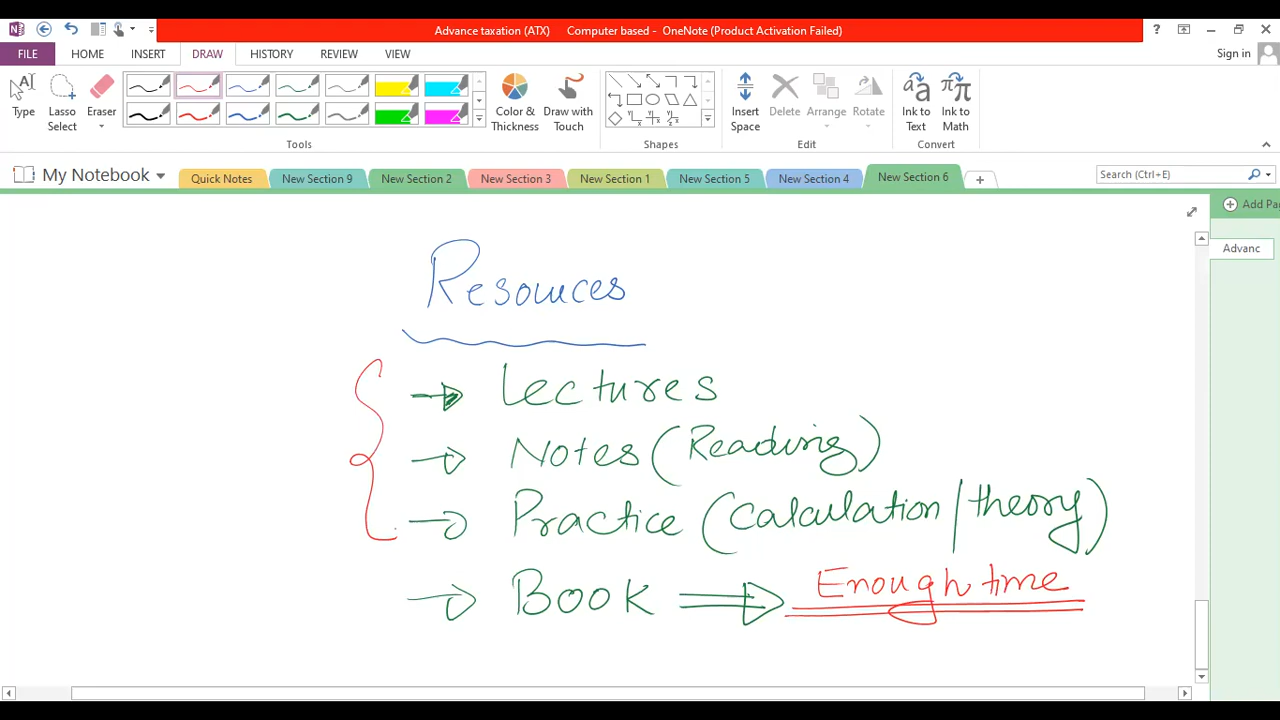 Advance taxation (ATX) Computer based - OneNote (Product Activation Failed)
FILE HOME INSERT DRAW HISTORY REVIEW VIEW Sign in
Type Lasso Select Eraser Color & Thickness Draw with Touch Insert Space Delete Arrange Rotate Ink to Text Ink to Math
Tools Shapes Edit Convert
My Notebook Quick Notes New Section 9 New Section 2 New Section 3 New Section 1 New Section 5 New Section 4 New Section 6 Search (Ctrl+E)
Add Pa
Advanc
Resources
Lectures
Notes (Reading)
Practice (Calculation/theory)
Book ⇒ Enough time